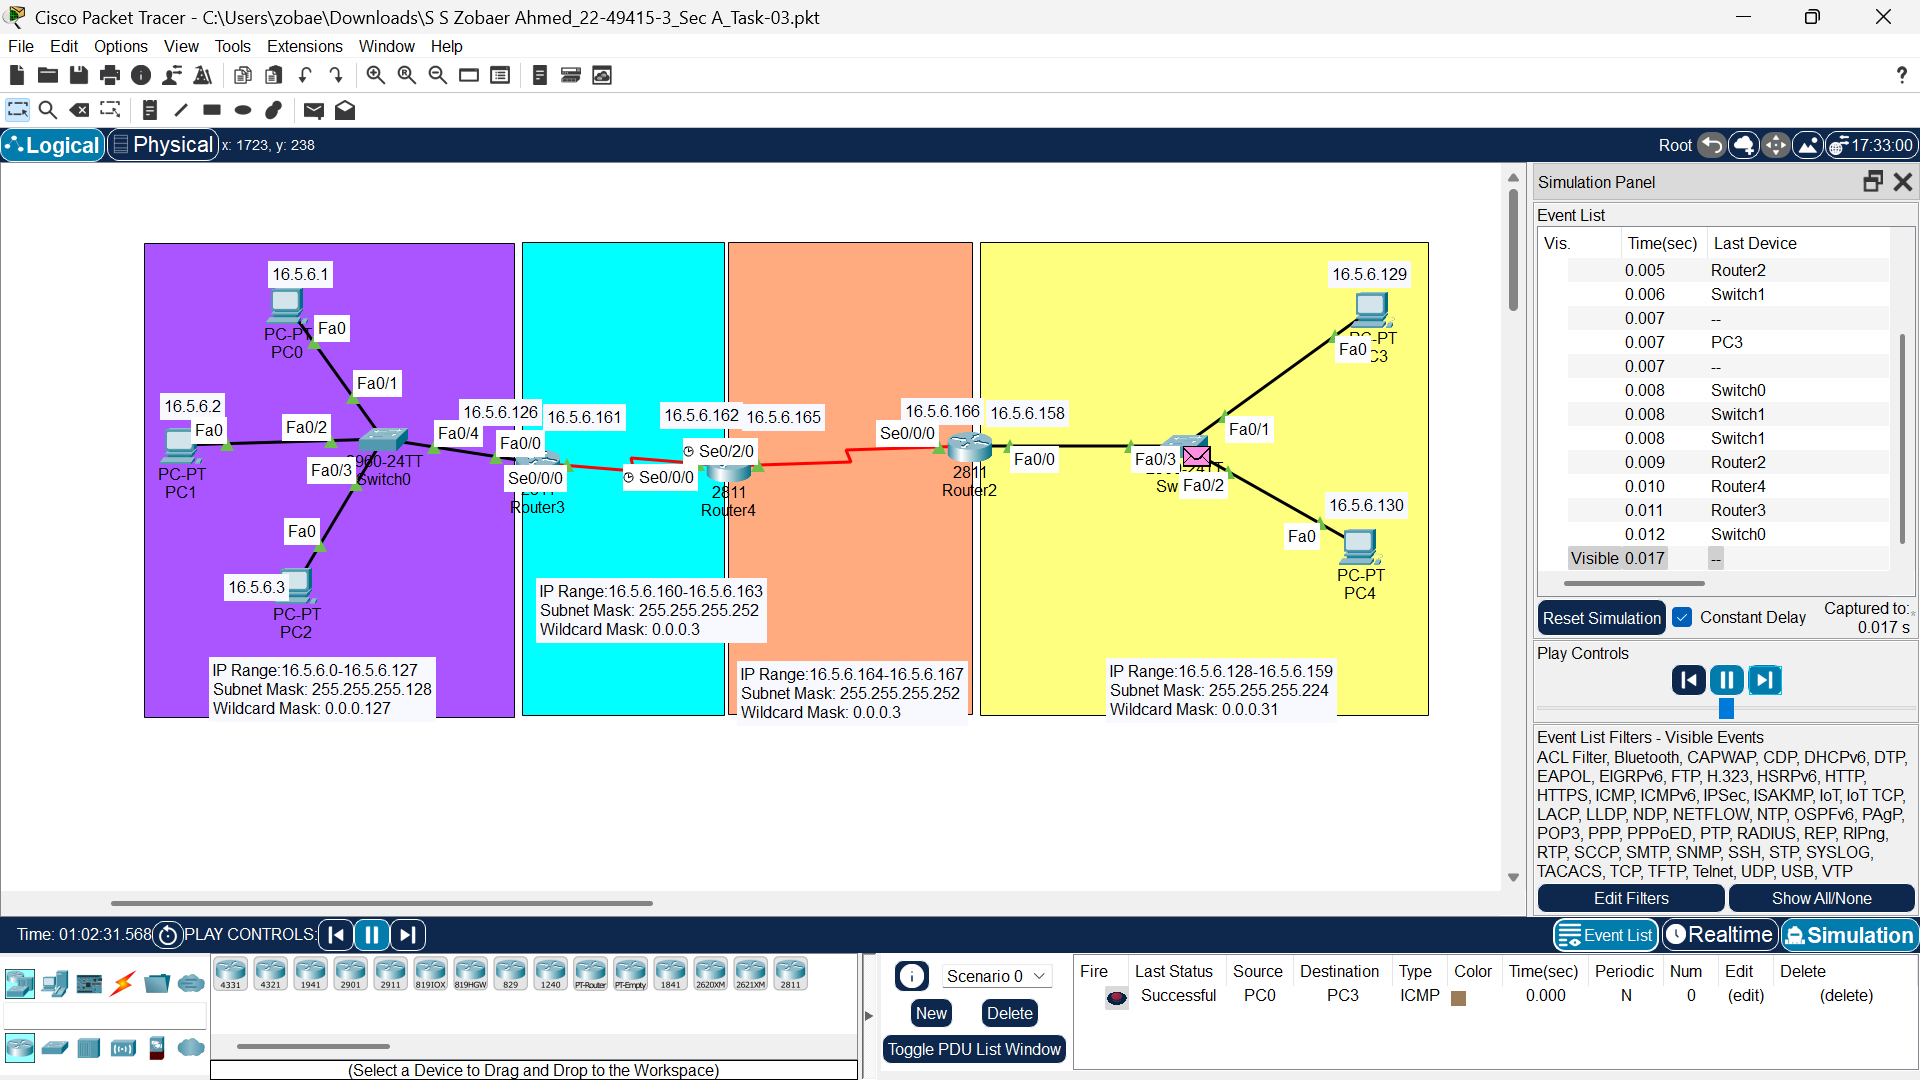 Cisco Packet Tracer - C:\Users\zobae\Downloads\S S Zobaer Ahmed_22-49415-3_Sec A_Task-03.pkt
File Edit Options View Tools Extensions Window Help
?
Logical Physical x: 1723, y: 238
Root 17:33:00
16.5.6.1
Fa0
PC-PT
PC0
Fa0/1
16.5.6.2
Fa0
Fa0/2
PC-PT
PC1
Fa0/3
2960-24TT
Switch0
Fa0/4
Fa0
16.5.6.3
PC-PT
PC2
IP Range:16.5.6.0-16.5.6.127
Subnet Mask: 255.255.255.128
Wildcard Mask: 0.0.0.127
16.5.6.126
Fa0/0
16.5.6.161
Se0/0/0
Router3
16.5.6.162
Se0/2/0
Se0/0/0
2811
Router4
IP Range:16.5.6.160-16.5.6.163
Subnet Mask: 255.255.255.252
Wildcard Mask: 0.0.0.3
16.5.6.165
16.5.6.166
Se0/0/0
2811
Router2
IP Range:16.5.6.164-16.5.6.167
Subnet Mask: 255.255.255.252
Wildcard Mask: 0.0.0.3
16.5.6.158
Fa0/0
Fa0/3
Sw
Fa0/1
Fa0/2
16.5.6.129
-PT
Fa0
C3
16.5.6.130
Fa0
PC-PT
PC4
IP Range:16.5.6.128-16.5.6.159
Subnet Mask: 255.255.255.224
Wildcard Mask: 0.0.0.31
Simulation Panel
Event List
Vis. Time(sec) Last Device
0.005 Router2
0.006 Switch1
0.007 --
0.007 PC3
0.007 --
0.008 Switch0
0.008 Switch1
0.008 Switch1
0.009 Router2
0.010 Router4
0.011 Router3
0.012 Switch0
Visible 0.017 --
Reset Simulation Constant Delay Captured to:
0.017 s
Play Controls
Event List Filters - Visible Events
ACL Filter, Bluetooth, CAPWAP, CDP, DHCPv6, DTP,
EAPOL, EIGRPv6, FTP, H.323, HSRPv6, HTTP,
HTTPS, ICMP, ICMPv6, IPSec, ISAKMP, IoT, IoT TCP,
LACP, LLDP, NDP, NETFLOW, NTP, OSPFv6, PAgP,
POP3, PPP, PPPoED, PTP, RADIUS, REP, RIPng,
RTP, SCCP, SMTP, SNMP, SSH, STP, SYSLOG,
TACACS, TCP, TFTP, Telnet, UDP, USB, VTP
Edit Filters Show All/None
Time: 01:02:31.568 PLAY CONTROLS:
Event List Realtime Simulation
4331 4321 1941 2901 2911 819IOX 819HGW 829 1240 PT-Router PT-Empty 1841 2620XM 2621XM 2811
(Select a Device to Drag and Drop to the Workspace)
Scenario 0
New Delete
Toggle PDU List Window
Fire Last Status Source Destination Type Color Time(sec) Periodic Num Edit Delete
Successful PC0 PC3 ICMP 0.000 N 0 (edit) (delete)